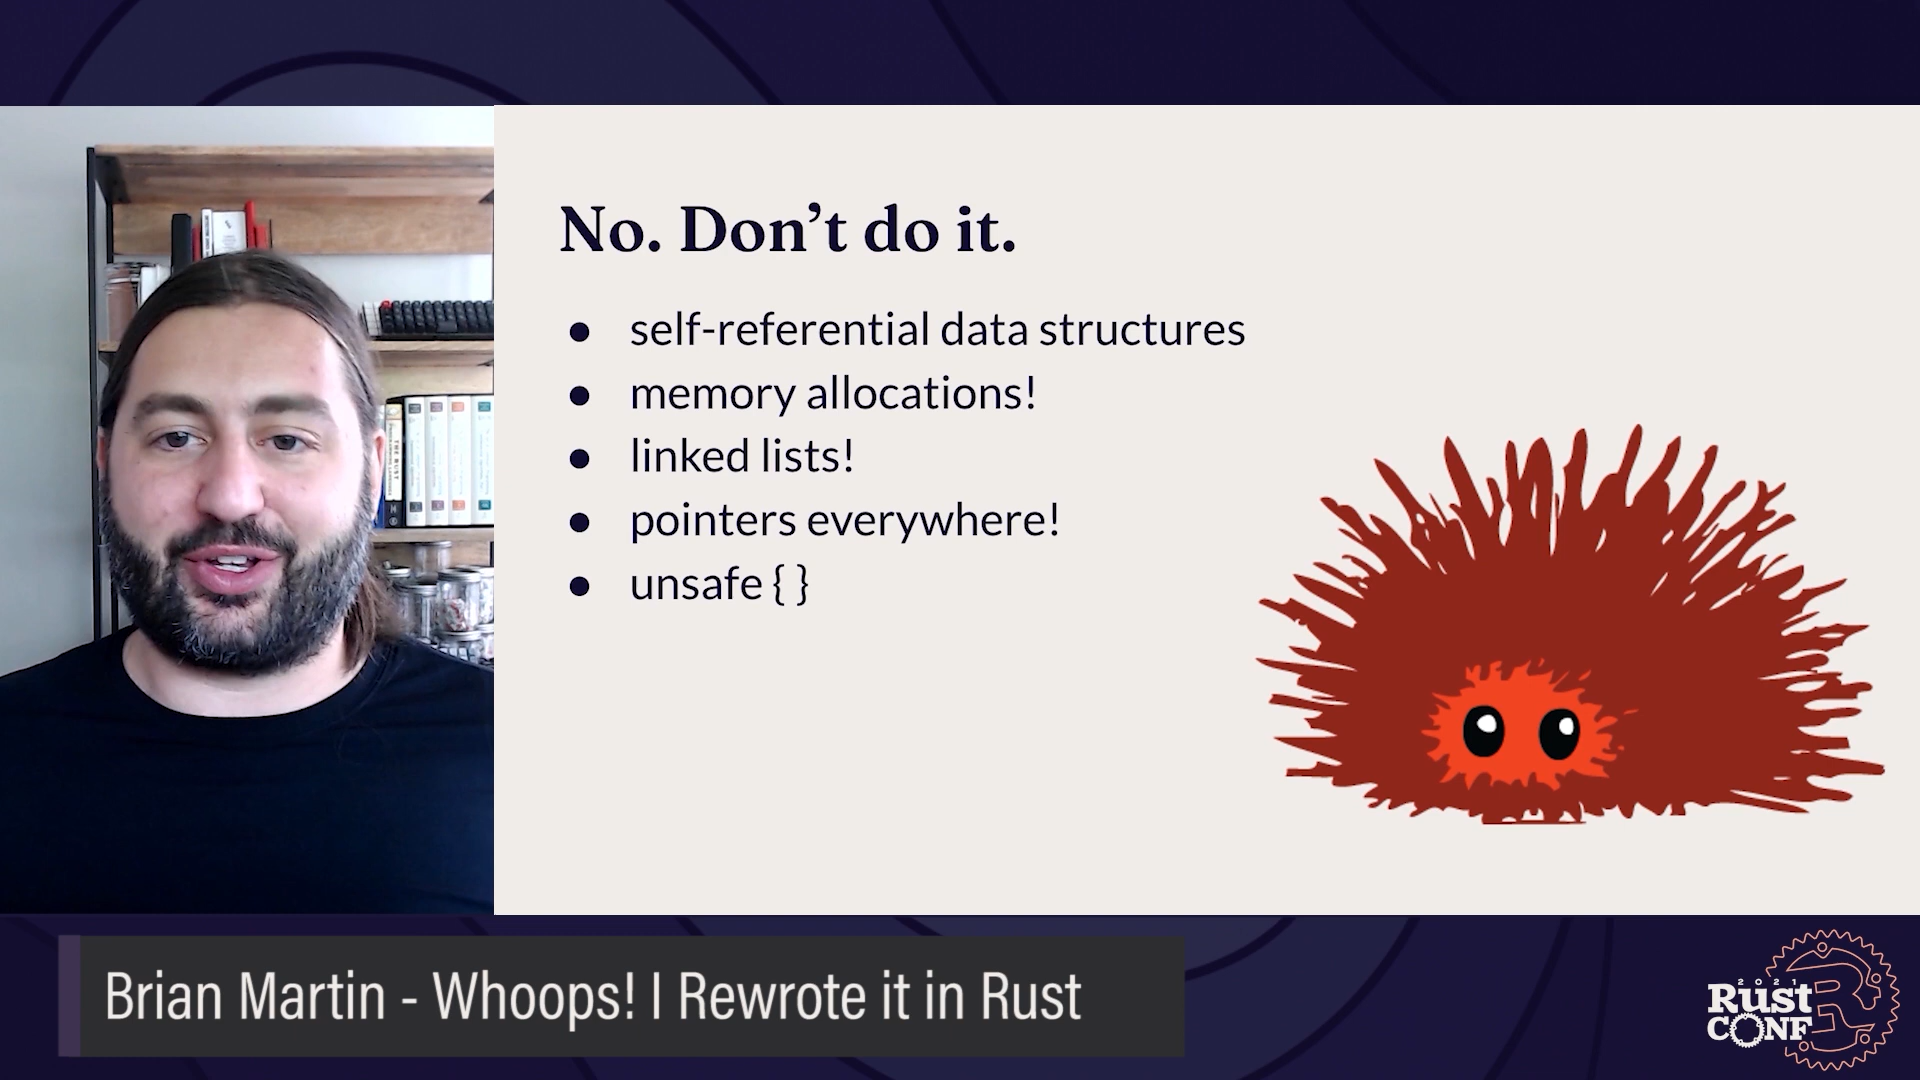 No. Don’t do it.
● self-referential data structures
● memory allocations!
● linked lists!
● pointers everywhere!
● unsafe { }
Brian Martin - Whoops! I Rewrote it in Rust
2021
Rust
CONF
R